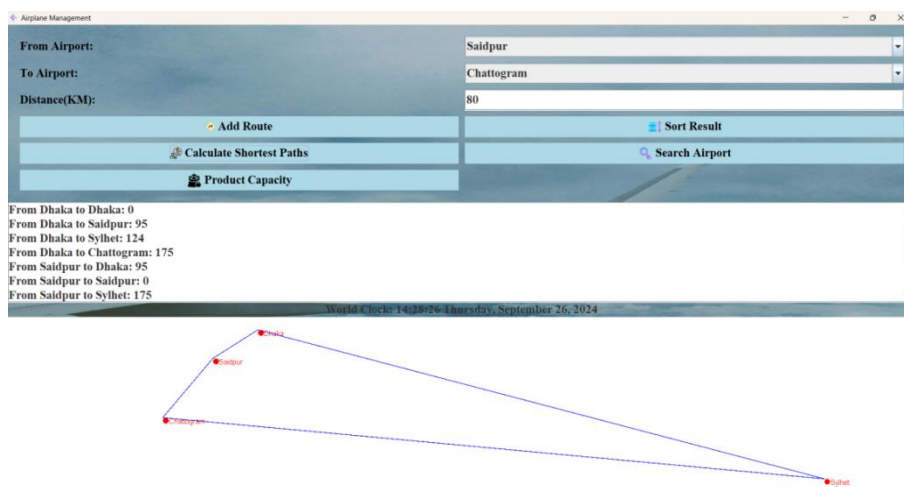 Airplane Management
From Airport:
Saidpur
To Airport:
Chattogram
Distance(KM):
80
Add Route
Sort Result
Calculate Shortest Paths
Search Airport
Product Capacity
From Dhaka to Dhaka: 0
From Dhaka to Saidpur: 95
From Dhaka to Sylhet: 124
From Dhaka to Chattogram: 175
From Saidpur to Dhaka: 95
From Saidpur to Saidpur: 0
From Saidpur to Sylhet: 175
World Clock: 14:28:26 Thursday, September 26, 2024
Dhaka
Saidpur
Chattogram
Sylhet